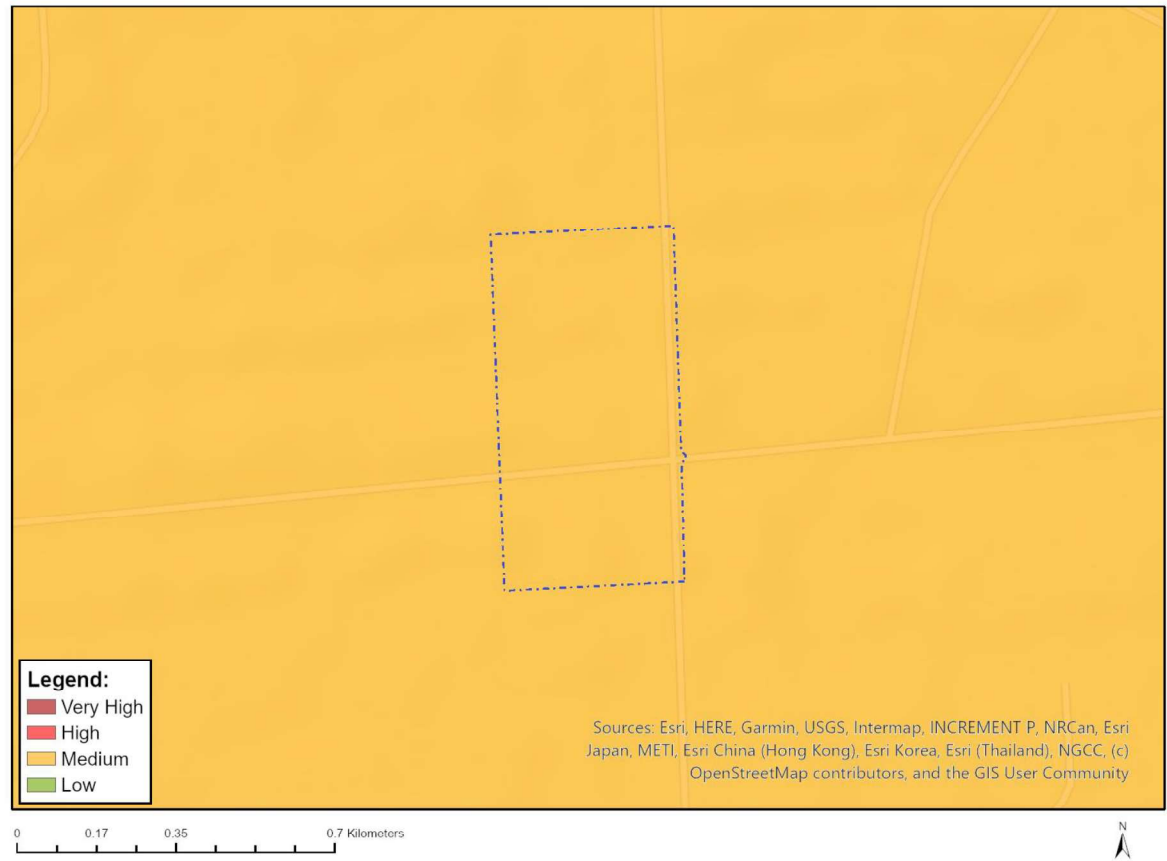 Legend:
Very High
High
Medium
Low
Sources: Esri, HERE, Garmin, USGS, Intermap, INCREMENT P, NRCan, Esri
Japan, METI, Esri China (Hong Kong), Esri Korea, Esri (Thailand), NGCC, (c)
OpenStreetMap contributors, and the GIS User Community
0 0.17 0.35 0.7 Kilometers
N